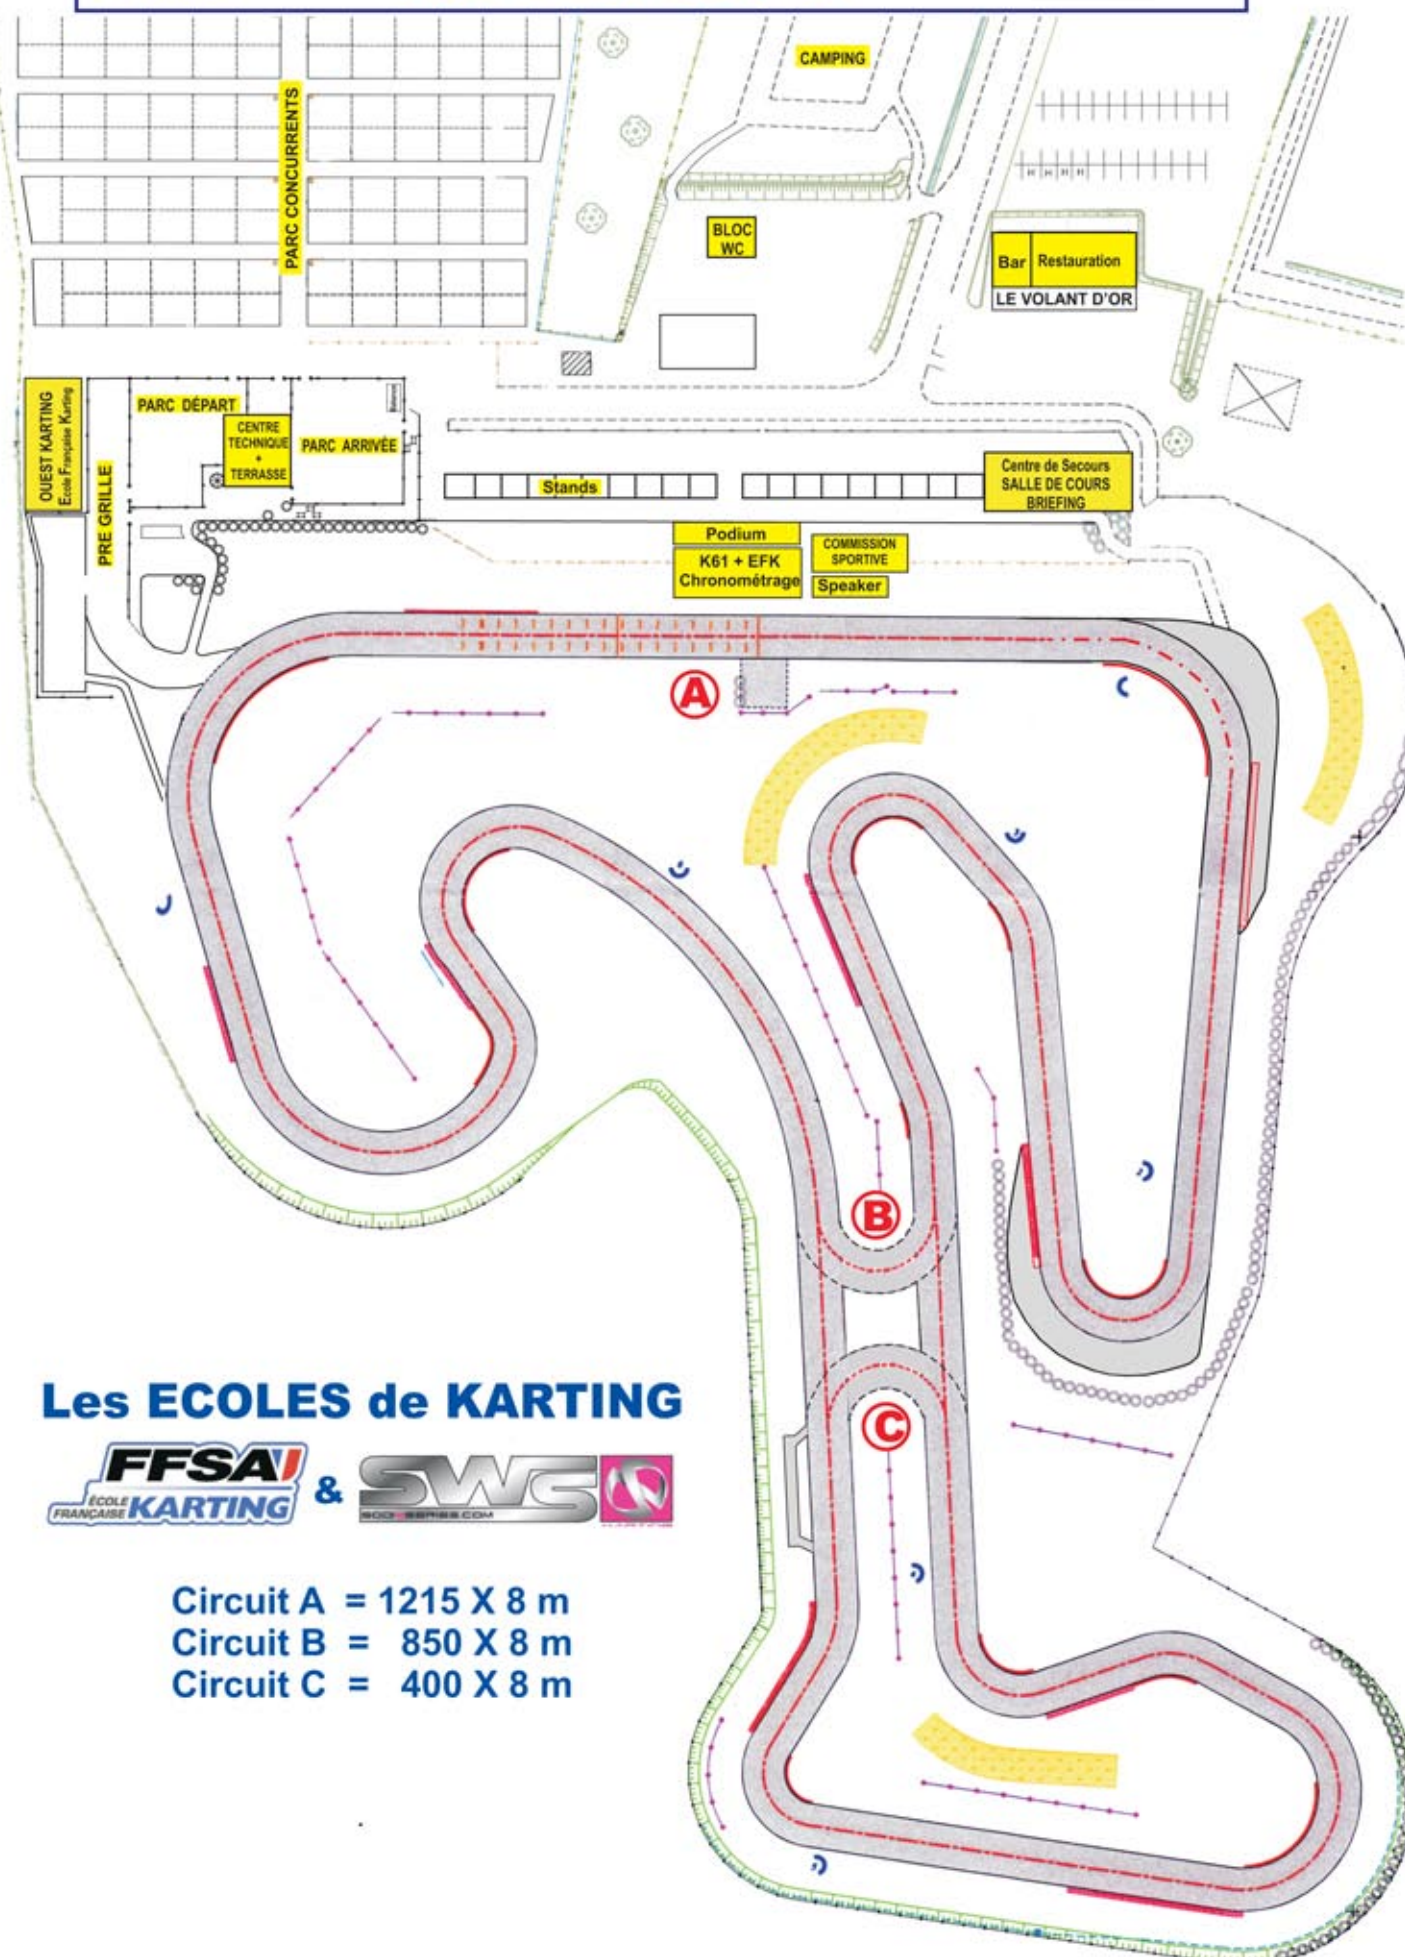 CAMPING
PARC CONCURRENTS
BLOC
WC
Bar Restauration
LE VOLANT D'OR
OUEST KARTING
Ecole Française Karting
PARC DÉPART
CENTRE
TECHNIQUE
+
TERRASSE
PARC ARRIVÉE
PRE GRILLE
Stands
Centre de Secours
SALLE DE COURS
BRIEFING
Podium
K61 + EFK
Chronométrage
COMMISSION
SPORTIVE
Speaker
A
B
C
Les ECOLES de KARTING
FFSA
ÉCOLE
FRANÇAISE KARTING
&
SWS
Circuit A = 1215 X 8 m
Circuit B = 850 X 8 m
Circuit C = 400 X 8 m